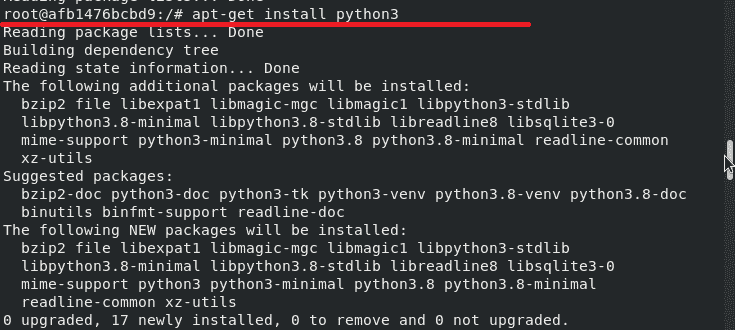 root@afb1476bcbd9:/# apt-get install python3
Reading package lists... Done
Building dependency tree
Reading state information... Done
The following additional packages will be installed:
bzip2 file libexpat1 libmagic-mgc libmagic1 libpython3-stdlib
libpython3.8-minimal libpython3.8-stdlib libreadline8 libsqlite3-0
mime-support python3-minimal python3.8 python3.8-minimal readline-common
xz-utils
Suggested packages:
bzip2-doc python3-doc python3-tk python3-venv python3.8-venv python3.8-doc
binutils binfmt-support readline-doc
The following NEW packages will be installed:
bzip2 file libexpat1 libmagic-mgc libmagic1 libpython3-stdlib
libpython3.8-minimal libpython3.8-stdlib libreadline8 libsqlite3-0
mime-support python3 python3-minimal python3.8 python3.8-minimal
readline-common xz-utils
0 upgraded, 17 newly installed, 0 to remove and 0 not upgraded.